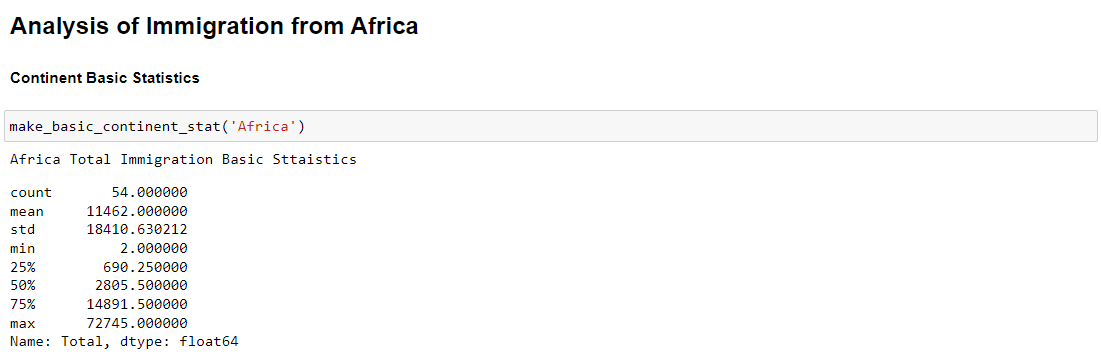 Analysis of Immigration from Africa
Continent Basic Statistics
make_basic_continent_stat('Africa')
Africa Total Immigration Basic Sttaistics
count       54.000000
mean     11462.000000
std      18410.630212
min          2.000000
25%        690.250000
50%       2805.500000
75%      14891.500000
max      72745.000000
Name: Total, dtype: float64